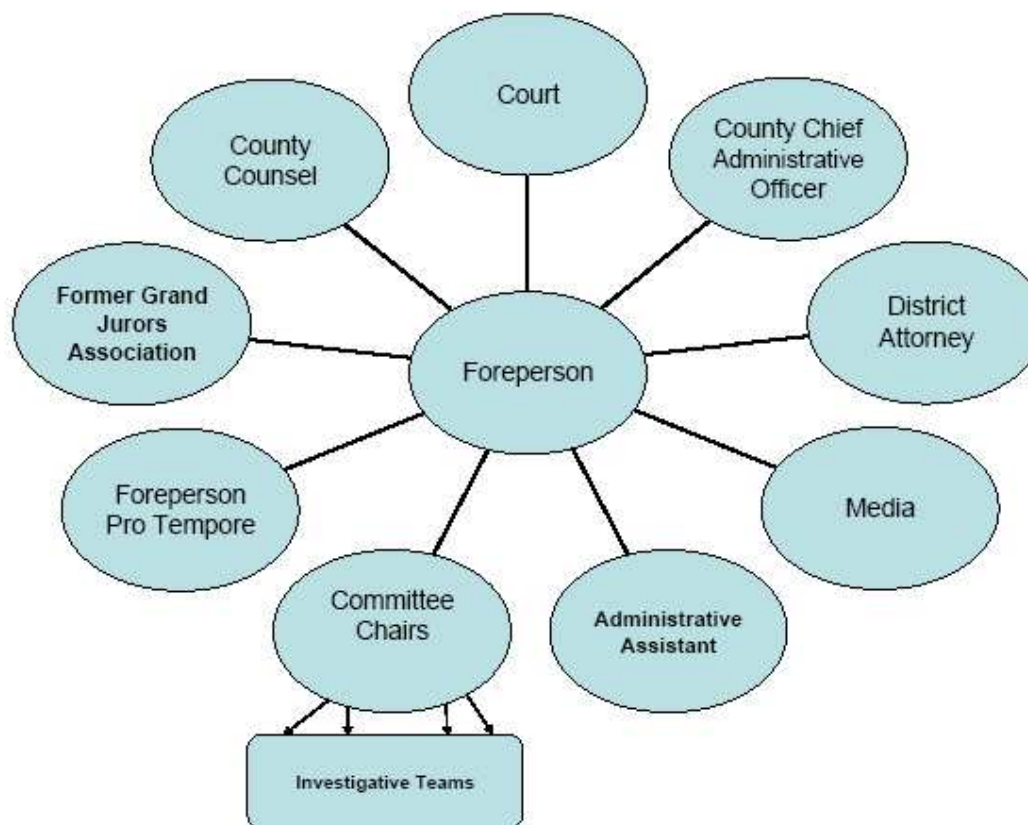 Court
County
Counsel
County Chief
Administrative
Officer
Former Grand
Jurors
Association
District
Attorney
Foreperson
Foreperson
Pro Tempore
Media
Committee
Chairs
Administrative
Assistant
Investigative Teams